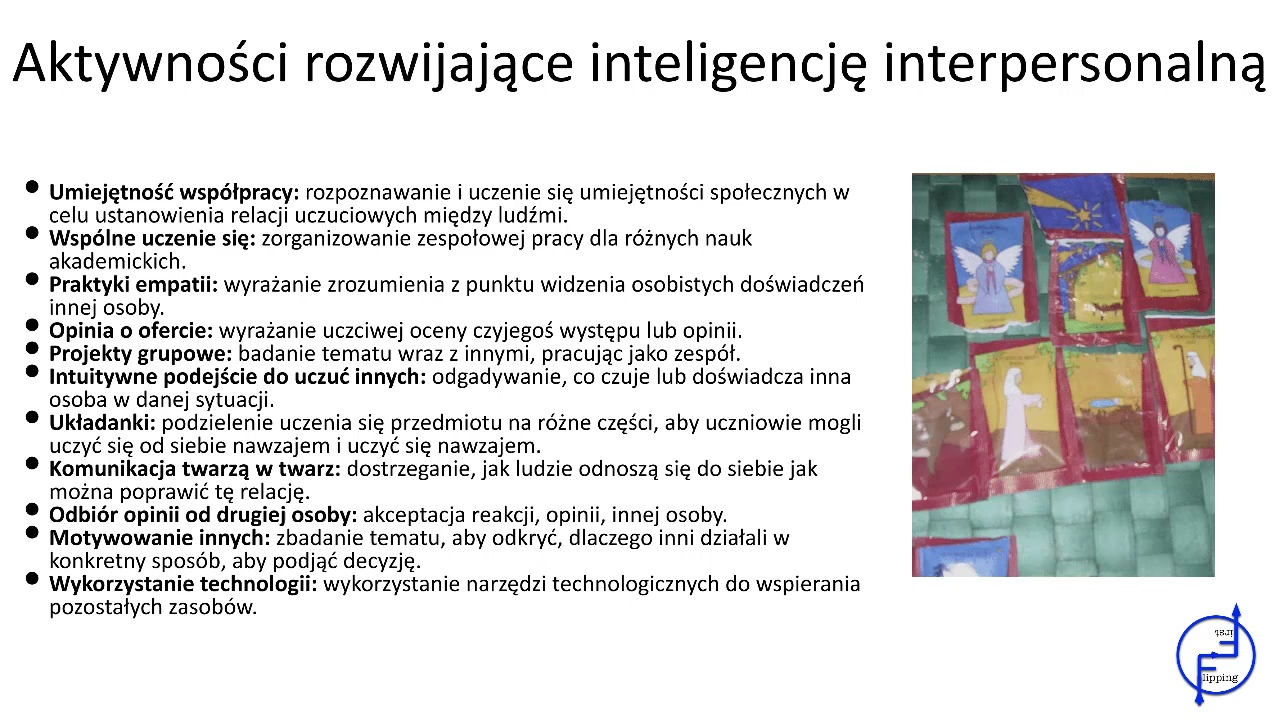 Aktywności rozwijające inteligencję interpersonalną
• Umiejętność współpracy: rozpoznawanie i uczenie się umiejętności społecznych w
celu ustanowienia relacji uczuciowych między ludźmi.
• Wspólne uczenie się: zorganizowanie zespołowej pracy dla różnych nauk
akademickich.
• Praktyki empatii: wyrażanie zrozumienia z punktu widzenia osobistych doświadczeń
innej osoby.
• Opinia o ofercie: wyrażanie uczciwej oceny czyjegoś występu lub opinii.
• Projekty grupowe: badanie tematu wraz z innymi, pracując jako zespół.
• Intuitywne podejście do uczuć innych: odgadywanie, co czuje lub doświadcza inna
osoba w danej sytuacji.
• Układanki: podzielenie uczenia się przedmiotu na różne części, aby uczniowie mogli
uczyć się od siebie nawzajem i uczyć się nawzajem.
• Komunikacja twarzą w twarz: dostrzeganie, jak ludzie odnoszą się do siebie jak
można poprawić tę relację.
• Odbiór opinii od drugiej osoby: akceptacja reakcji, opinii, innej osoby.
• Motywowanie innych: zbadanie tematu, aby odkryć, dlaczego inni działali w
konkretny sposób, aby podjąć decyzję.
• Wykorzystanie technologii: wykorzystanie narzędzi technologicznych do wspierania
pozostałych zasobów.
irst
lipping